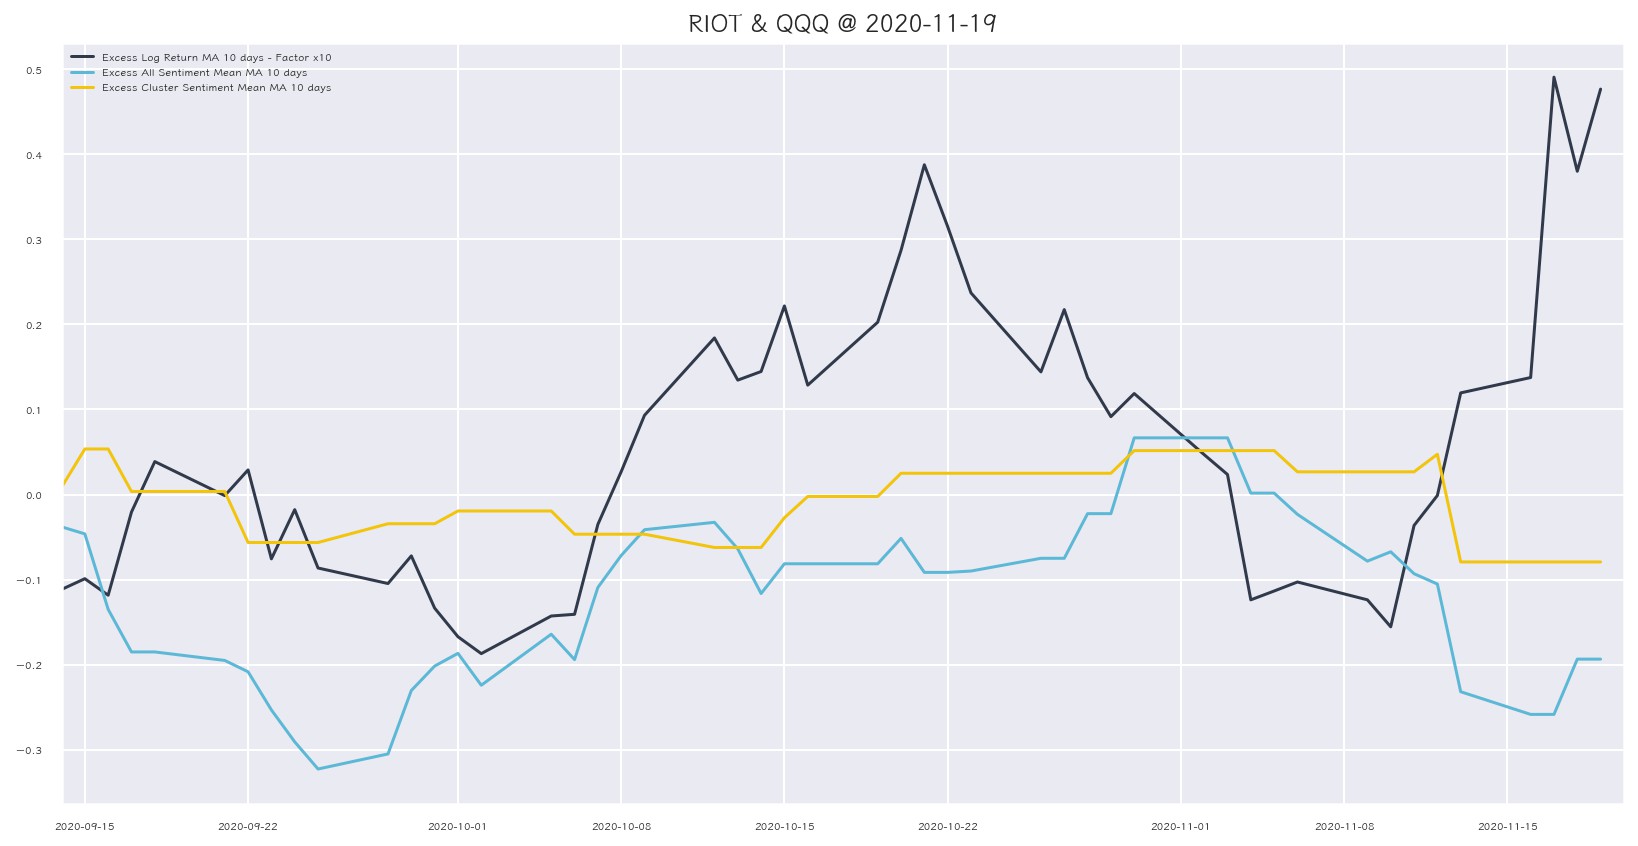 RIOT & QQQ @ 2020-11-19
Excess Log Return MA 10 days - Factor x10
Excess All Sentiment Mean MA 10 days
Excess Cluster Sentiment Mean MA 10 days
0.5
0.4
0.3
0.2
0.1
0.0
−0.1
−0.2
−0.3
2020-09-15 2020-09-22 2020-10-01 2020-10-08 2020-10-15 2020-10-22 2020-11-01 2020-11-08 2020-11-15